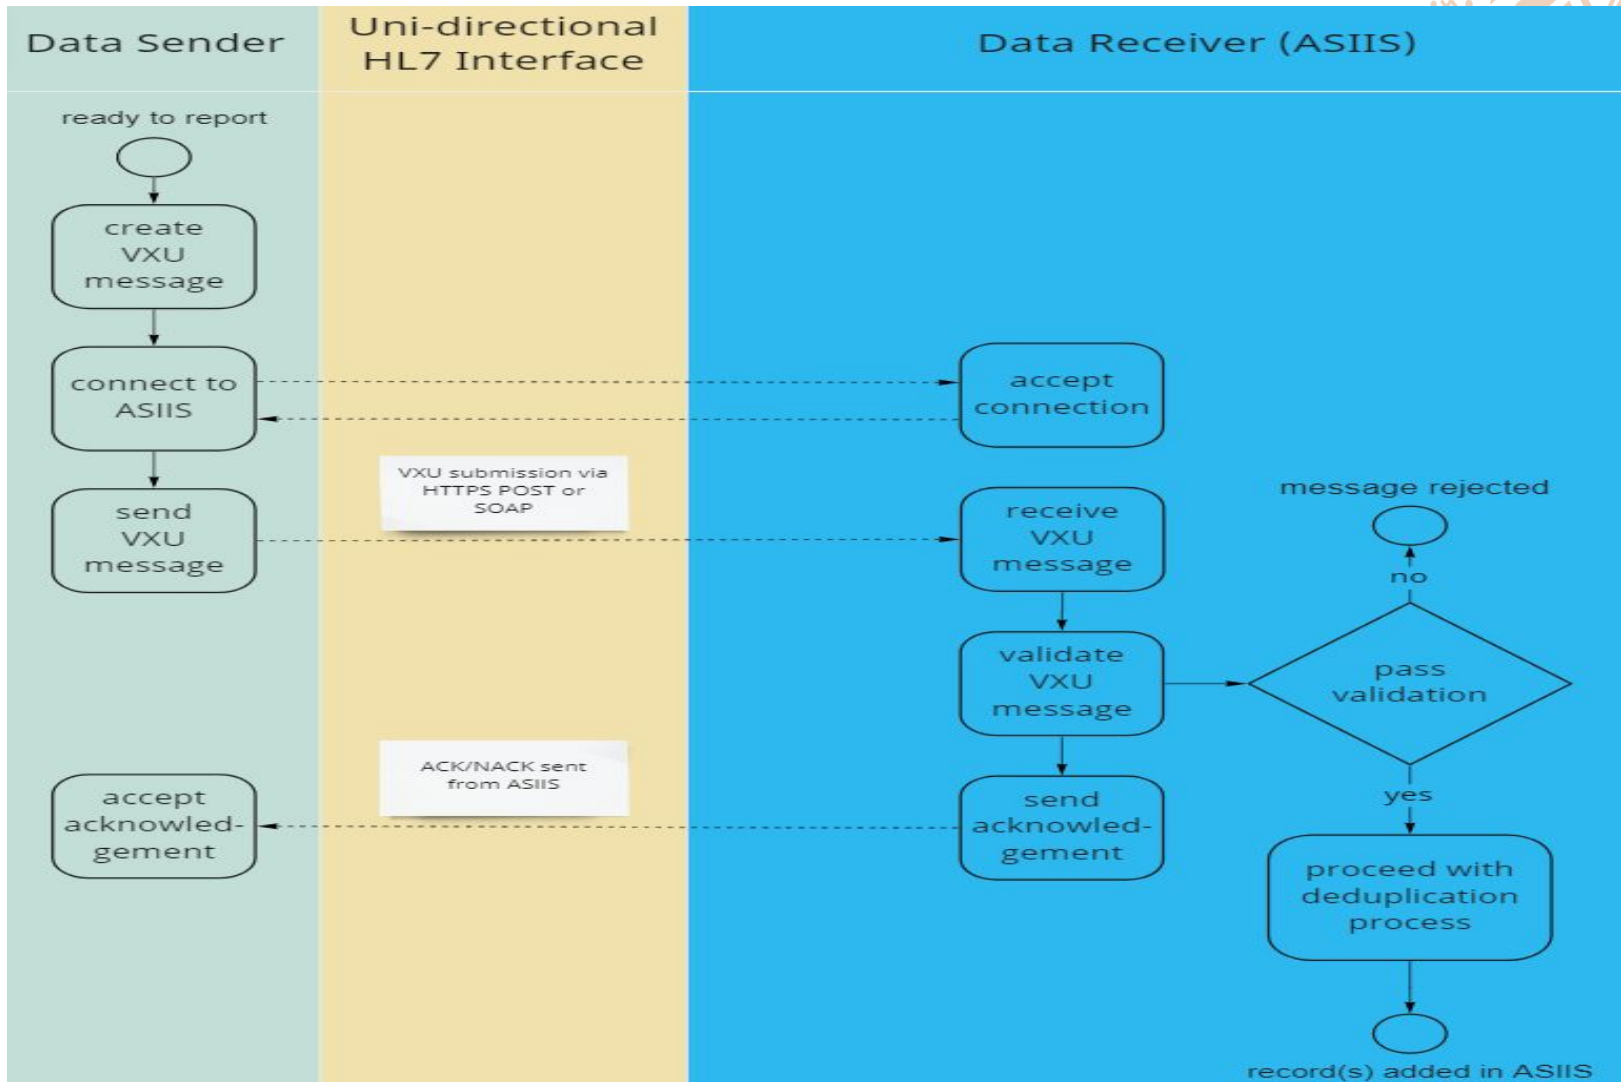 Data Sender
Uni-directional
HL7 Interface
Data Receiver (ASIIS)
ready to report
create
VXU
message
connect to
ASIIS
accept
connection
VXU submission via
HTTPS POST or
SOAP
send
VXU
message
receive
VXU
message
message rejected
no
validate
VXU
message
pass
validation
yes
ACK/NACK sent
from ASIIS
accept
acknowled-
gement
send
acknowled-
gement
proceed with
deduplication
process
record(s) added in ASIIS